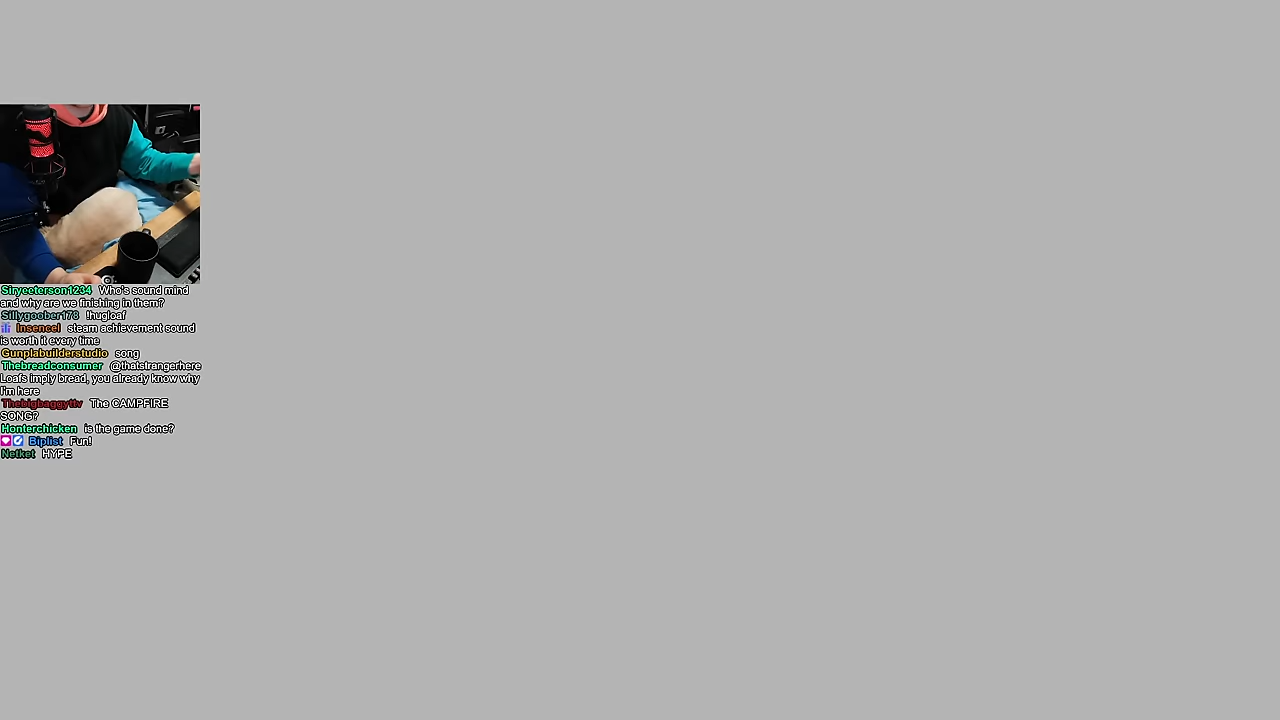 Siryeeterson1234 Who's sound mind
and why are we finishing in them?
Sillygoober178 !hugloaf
Insencel steam achievement sound
is worth it every time
Gunplabuilderstudio song
Thebreadconsumer @thatstrangerhere
Loafs imply bread, you already know why
I'm here
Thebigbaggyttv The CAMPFIRE
SONG?
Honterchicken is the game done?
Biplist Fun!
Netket HYPE